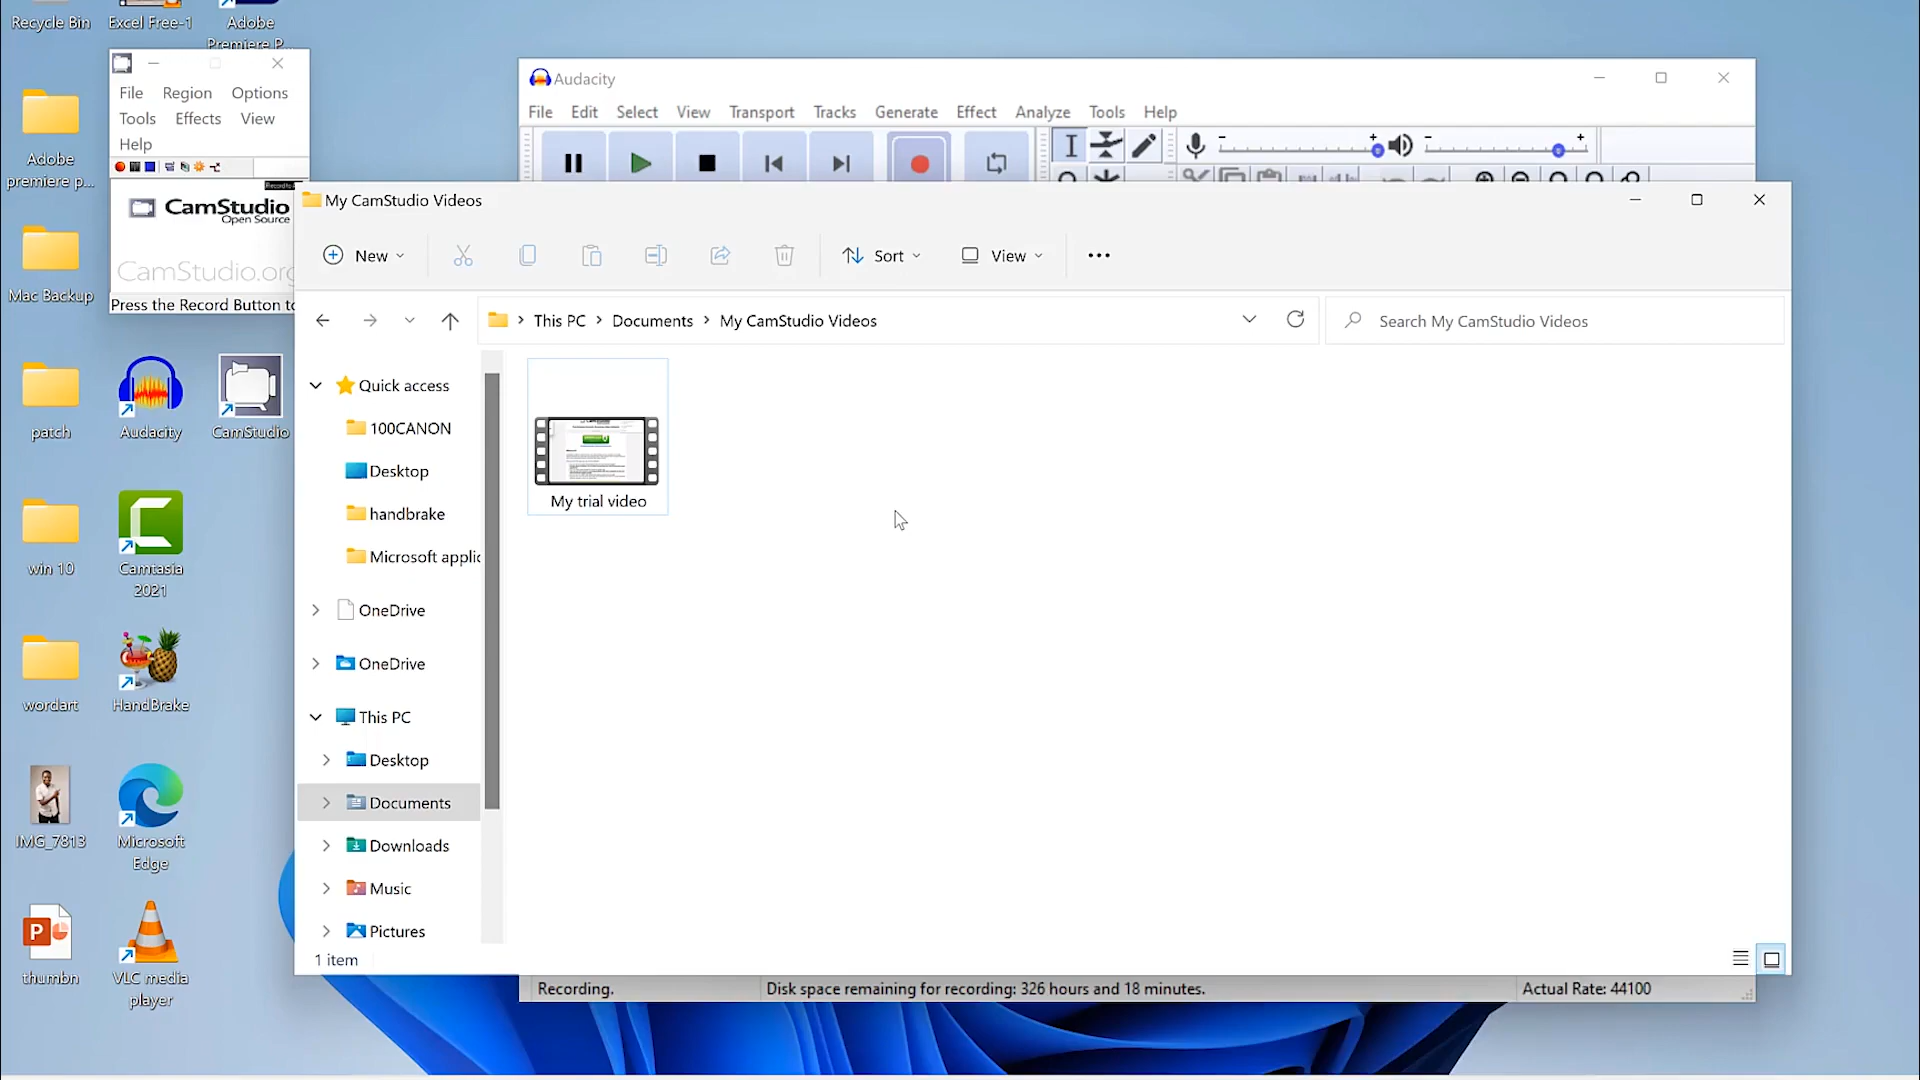 Recycle Bin
Excel Free-1
Adobe
Premiere P...
Adobe
premiere p...
Mac Backup
patch
Audacity
CamStudio
win 10
Camtasia
2021
wordart
HandBrake
IMG_7813
Microsoft
Edge
thumbn
VLC media
player
File Region Options
Tools Effects View
Help
CamStudio
Open Source
CamStudio.org
Press the Record Button to
Audacity
File Edit Select View Transport Tracks Generate Effect Analyze Tools Help
My CamStudio Videos
New Sort View
This PC > Documents > My CamStudio Videos
Search My CamStudio Videos
Quick access
100CANON
Desktop
handbrake
Microsoft applic
OneDrive
OneDrive
This PC
Desktop
Documents
Downloads
Music
Pictures
My trial video
1 item
Recording.
Disk space remaining for recording: 326 hours and 18 minutes.
Actual Rate: 44100